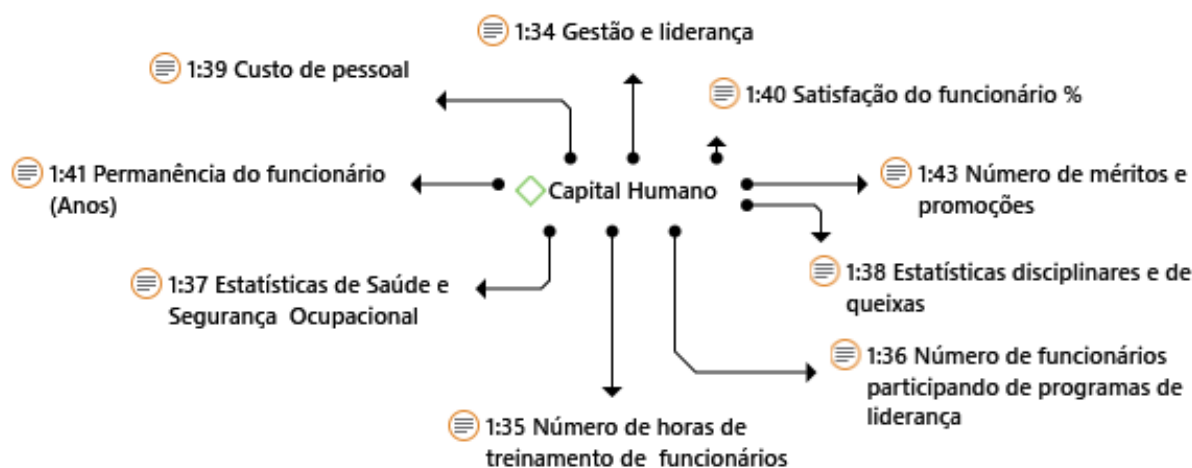 1:34 Gestão e liderança
1:39 Custo de pessoal
1:40 Satisfação do funcionário %
1:41 Permanência do funcionário
(Anos)
Capital Humano
1:43 Número de méritos e
promoções
1:37 Estatísticas de Saúde e
Segurança Ocupacional
1:38 Estatísticas disciplinares e de
queixas
1:36 Número de funcionários
participando de programas de
liderança
1:35 Número de horas de
treinamento de funcionários